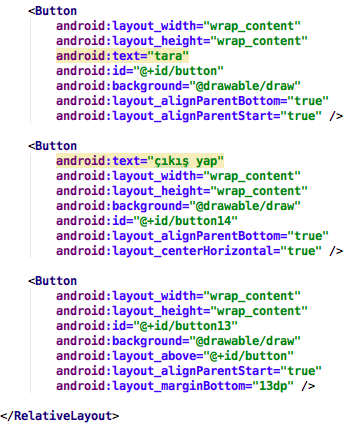 <Button
android:layout_width="wrap_content"
android:layout_height="wrap_content"
android:text="tara"
android:id="@+id/button"
android:background="@drawable/draw"
android:layout_alignParentBottom="true"
android:layout_alignParentStart="true" />
<Button
android:text="çıkış yap"
android:layout_width="wrap_content"
android:layout_height="wrap_content"
android:background="@drawable/draw"
android:id="@+id/button14"
android:layout_alignParentBottom="true"
android:layout_centerHorizontal="true" />
<Button
android:layout_width="wrap_content"
android:layout_height="wrap_content"
android:id="@+id/button13"
android:background="@drawable/draw"
android:layout_above="@+id/button"
android:layout_alignParentStart="true"
android:layout_marginBottom="13dp" />
</RelativeLayout>